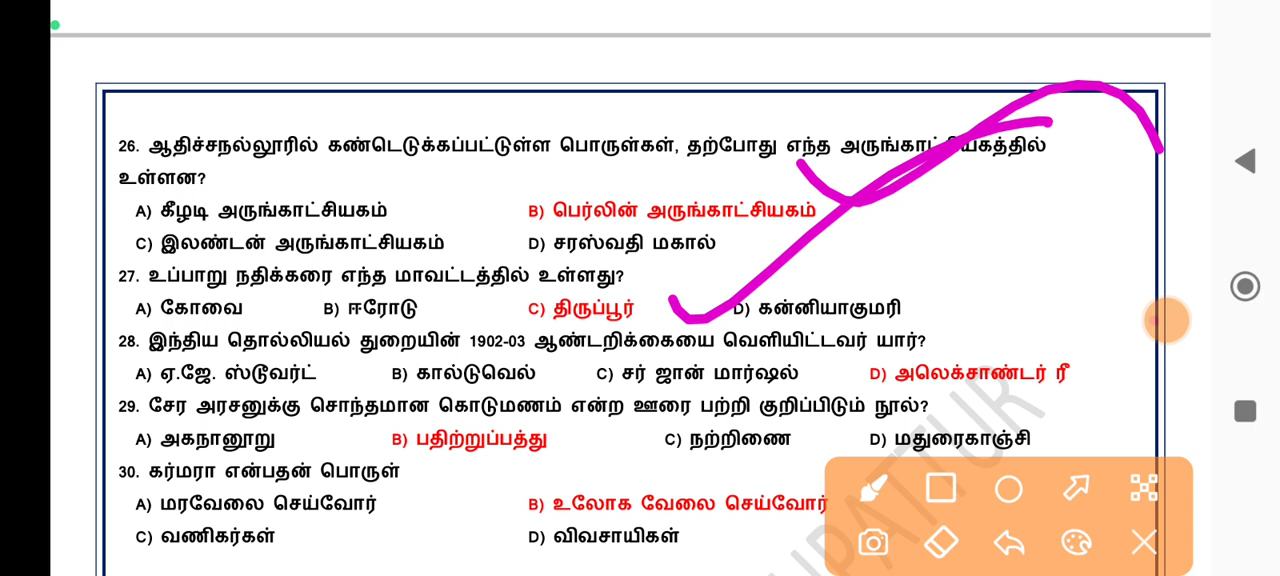 26. ஆதிச்சநல்லூரில் கண்டெடுக்கப்பட்டுள்ள பொருள்கள், தற்போது எந்த அருங்காட்சியகத்தில்
உள்ளன?
A) கீழடி அருங்காட்சியகம் B) பெர்லின் அருங்காட்சியகம்
C) இலண்டன் அருங்காட்சியகம் D) சரஸ்வதி மகால்
27. உப்பாறு நதிக்கரை எந்த மாவட்டத்தில் உள்ளது?
A) கோவை B) ஈரோடு C) திருப்பூர் D) கன்னியாகுமரி
28. இந்திய தொல்லியல் துறையின் 1902-03 ஆண்டறிக்கையை வெளியிட்டவர் யார்?
A) ஏ.ஜே. ஸ்டூவர்ட் B) கால்டுவெல் C) சர் ஜான் மார்ஷல் D) அலெக்சாண்டர் ரீ
29. சேர அரசனுக்கு சொந்தமான கொடுமணம் என்ற ஊரை பற்றி குறிப்பிடும் நூல்?
A) அகநானூறு B) பதிற்றுப்பத்து C) நற்றிணை D) மதுரைகாஞ்சி
30. கர்மரா என்பதன் பொருள்
A) மரவேலை செய்வோர் B) உலோக வேலை செய்வோர்
C) வணிகர்கள் D) விவசாயிகள்